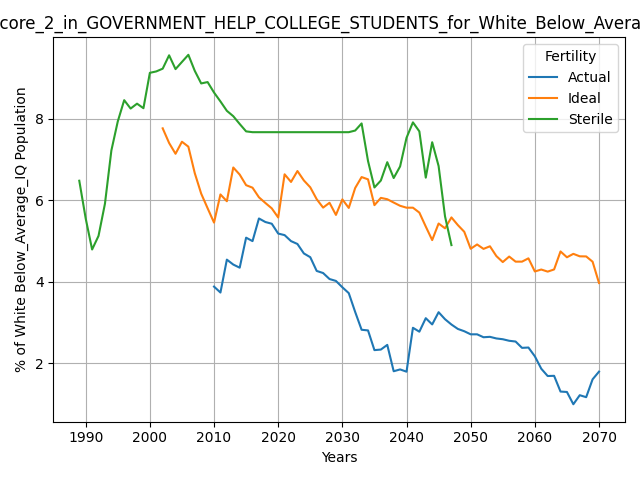 core_2_in_GOVERNMENT_HELP_COLLEGE_STUDENTS_for_White_Below_Avera
% of White Below_Average_IQ Population
8
6
4
2
Fertility
Actual
Ideal
Sterile
1990 2000 2010 2020 2030 2040 2050 2060 2070
Years